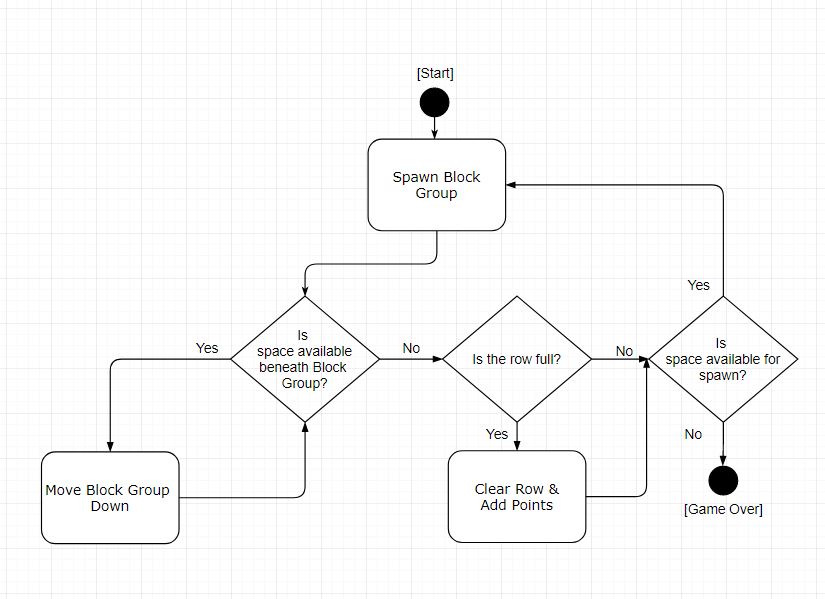 [Start]
Spawn Block
Group
Yes
Is
space available
beneath Block
Group?
No
Is the row full?
No
Yes
Is
space available for
spawn?
Yes
No
Move Block Group
Down
Clear Row &
Add Points
[Game Over]